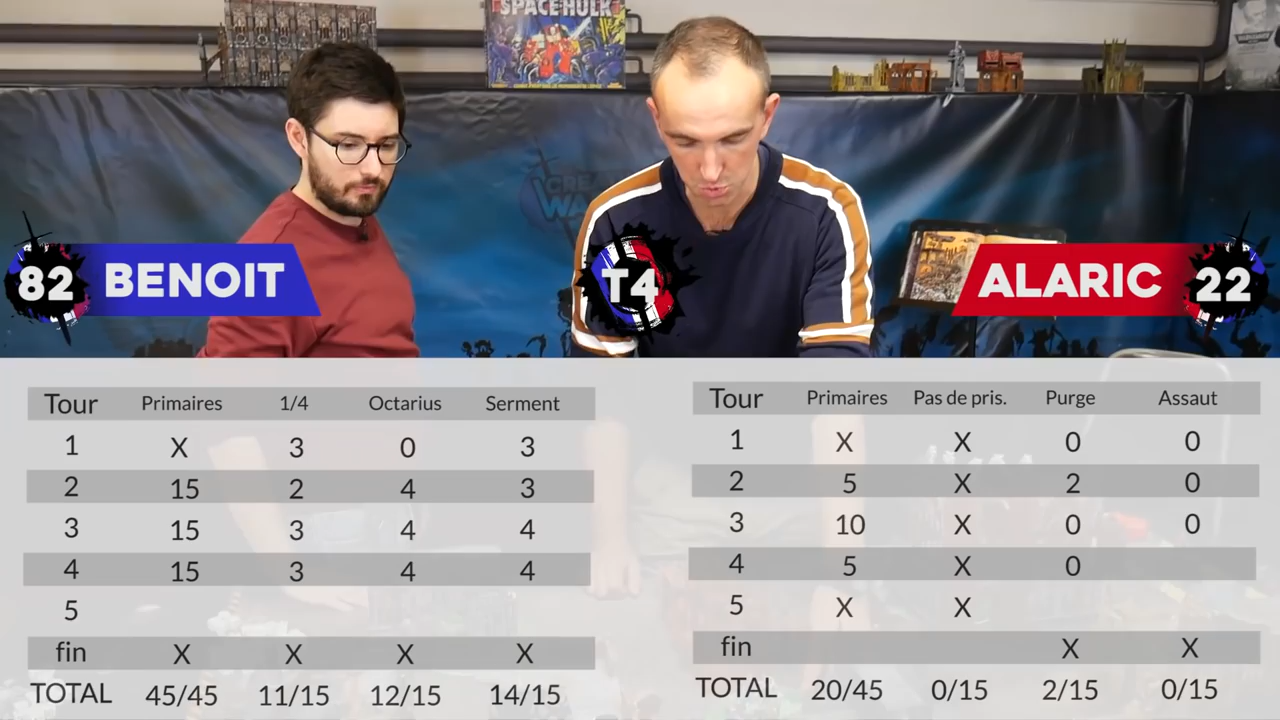 SPACE HULK
82 BENOIT
T4
ALARIC 22
Tour Primaires 1/4 Octarius Serment
1 X 3 0 3
2 15 2 4 3
3 15 3 4 4
4 15 3 4 4
5
fin X X X X
TOTAL 45/45 11/15 12/15 14/15
Tour Primaires Pas de pris. Purge Assaut
1 X X 0 0
2 5 X 2 0
3 10 X 0 0
4 5 X 0
5 X X
fin X X
TOTAL 20/45 0/15 2/15 0/15